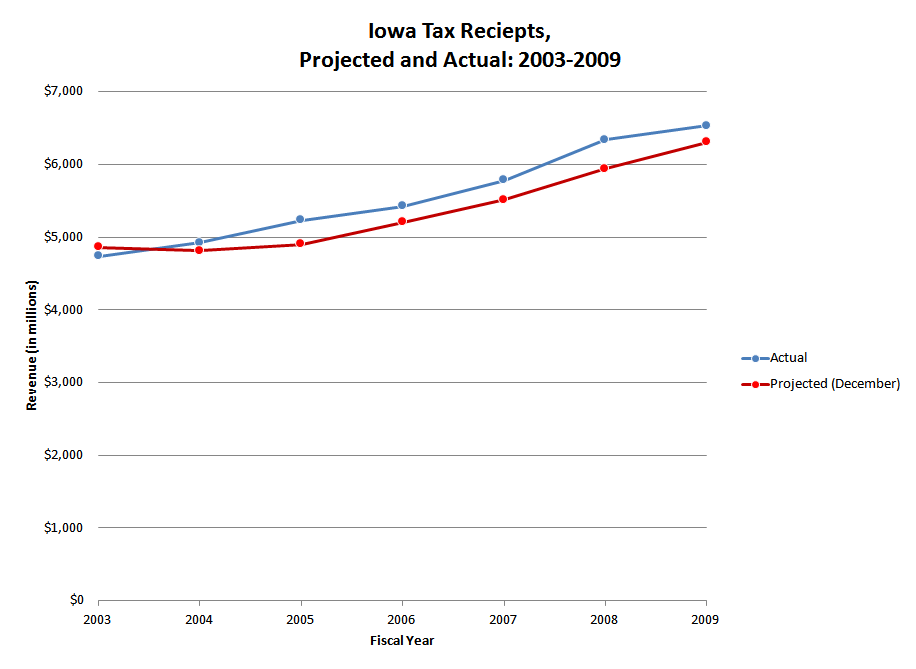 Iowa Tax Reciepts,
Projected and Actual: 2003-2009
$7,000
$6,000
$5,000
$4,000
$3,000
$2,000
$1,000
$0
Revenue (in millions)
2003 2004 2005 2006 2007 2008 2009
Fiscal Year
Actual
Projected (December)